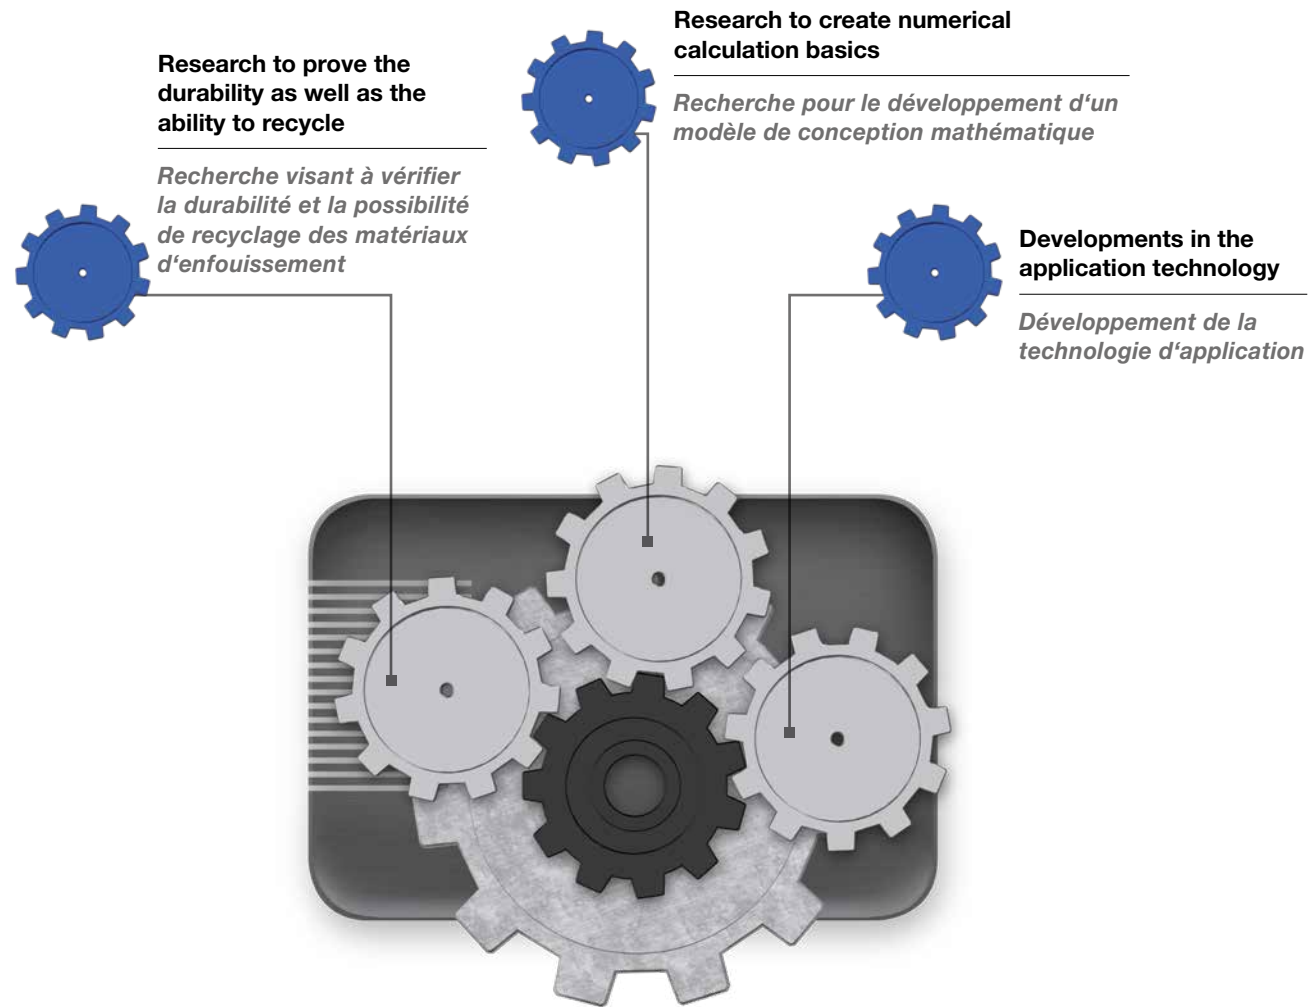 Research to prove the
durability as well as the
ability to recycle
Recherche visant à vérifier
la durabilité et la possibilité
de recyclage des matériaux
d‘enfouissement
Research to create numerical
calculation basics
Recherche pour le développement d‘un
modèle de conception mathématique
Developments in the
application technology
Développement de la
technologie d‘application